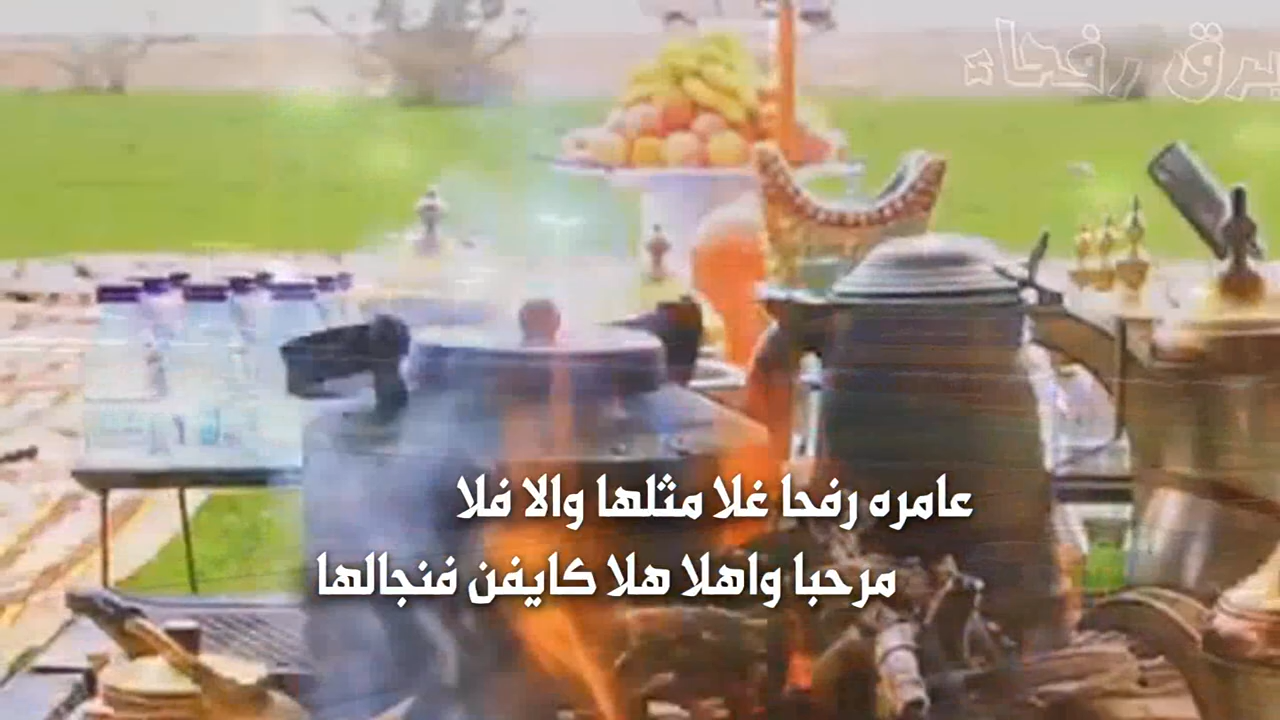 برق رفحاء
عامره رفحا غلا مثلها والا فلا
مرحبا واهلا هلا كايفن فنجالها